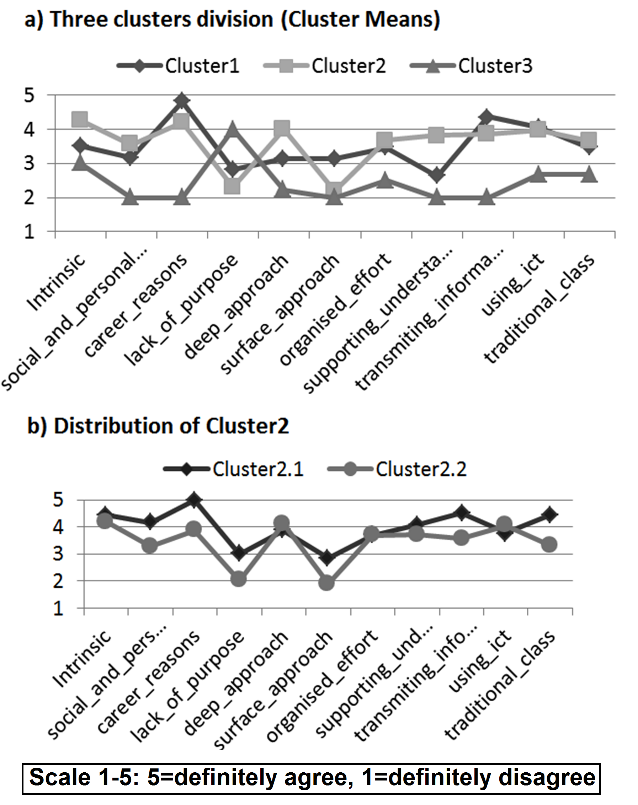 a) Three clusters division (Cluster Means)
Cluster1 Cluster2 Cluster3
5
4
3
2
1
Intrinsic
social_and_personal...
career_reasons
lack_of_purpose
deep_approach
surface_approach
organised_effort
supporting_understa...
transmiting_informa...
using_ict
traditional_class
b) Distribution of Cluster2
Cluster2.1 Cluster2.2
5
4
3
2
1
Intrinsic
social_and_pers...
career_reasons
lack_of_purpose
deep_approach
surface_approach
organised_effort
supporting_und...
transmiting_info...
using_ict
traditional_class
Scale 1-5: 5=definitely agree, 1=definitely disagree